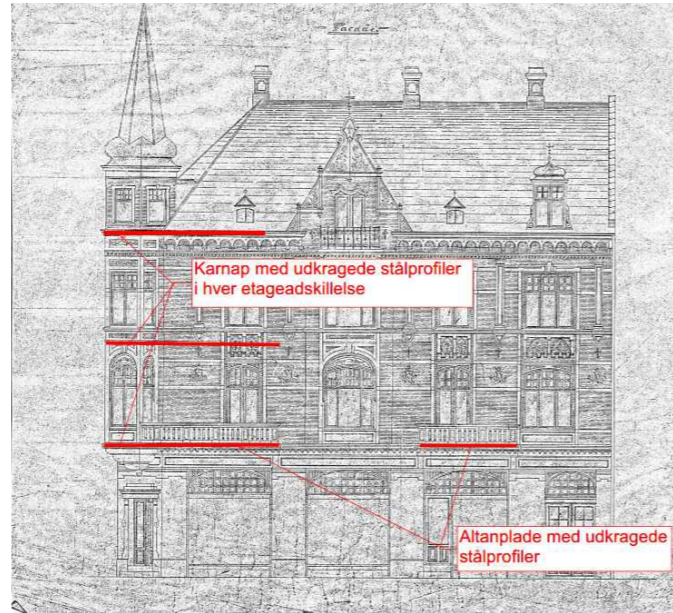 Facade
Karnap med udkragede stålprofiler
i hver etageadskillelse
Altanplade med udkragede
stålprofiler